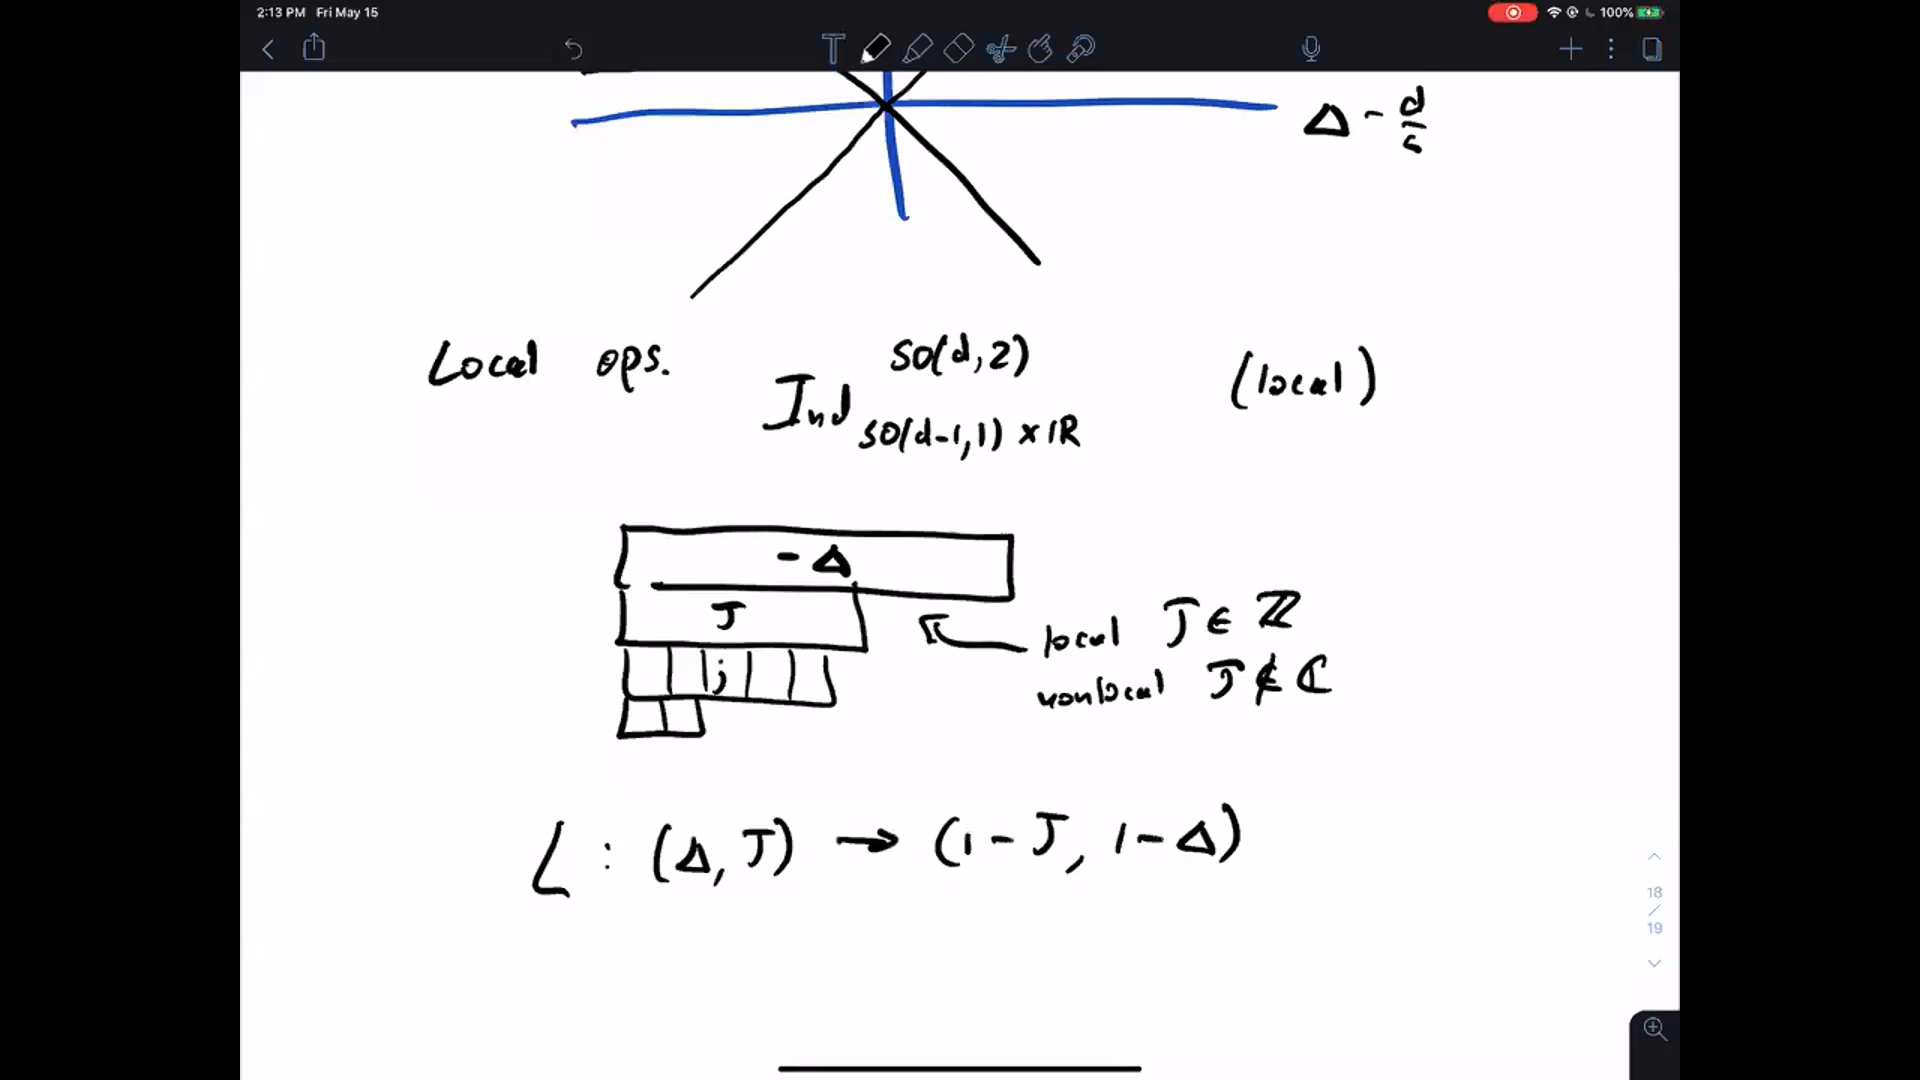 2:13 PM Fri May 15
100%
Δ - d/2
Local ops.
Ind SO(d,2) SO(d-1,1) × IR
(local)
- Δ
J
j
local J ∈ ℤ
nonlocal J ∉ ℂ
L : (Δ, J) → (1 - J, 1 - Δ)
18
/
19